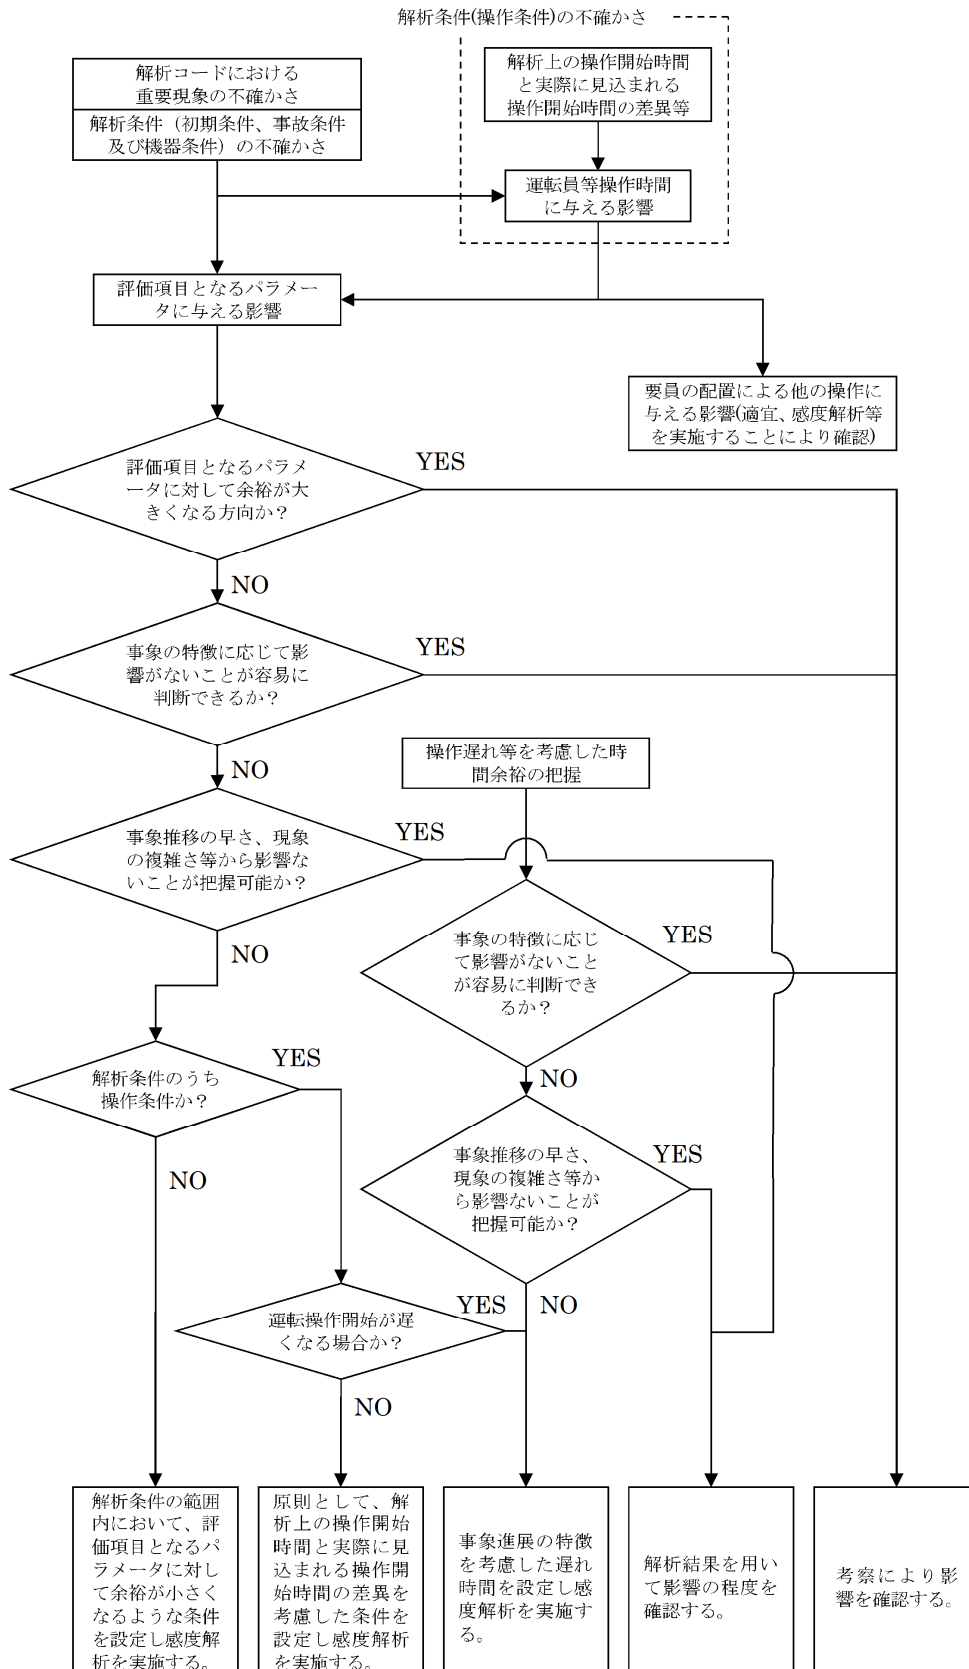 解析条件(操作条件)の不確かさ
解析コードにおける
重要現象の不確かさ
解析条件（初期条件、事故条件
及び機器条件）の不確かさ
解析上の操作開始時間
と実際に見込まれる
操作開始時間の差異等
運転員等操作時間
に与える影響
評価項目となるパラメー
タに与える影響
要員の配置による他の操作に
与える影響(適宜、感度解析等
を実施することにより確認)
評価項目となるパラメ
ータに対して余裕が大
きくなる方向か？
YES
NO
事象の特徴に応じて影
響がないことが容易に
判断できるか？
YES
NO
操作遅れ等を考慮した時
間余裕の把握
事象推移の早さ、現象
の複雑さ等から影響な
いことが把握可能か？
YES
NO
事象の特徴に応じ
て影響がないこと
が容易に判断でき
るか？
YES
NO
解析条件のうち
操作条件か？
YES
NO
事象推移の早さ、
現象の複雑さ等か
ら影響ないことが
把握可能か？
YES
NO
運転操作開始が遅
くなる場合か？
YES
NO
解析条件の範囲
内において、評
価項目となるパ
ラメータに対し
て余裕が小さく
なるような条件
を設定し感度解
析を実施する。
原則として、解
析上の操作開始
時間と実際に見
込まれる操作開
始時間の差異を
考慮した条件を
設定し感度解析
を実施する。
事象進展の特徴
を考慮した遅れ
時間を設定し感
度解析を実施す
る。
解析結果を用い
て影響の程度を
確認する。
考察により影
響を確認する。